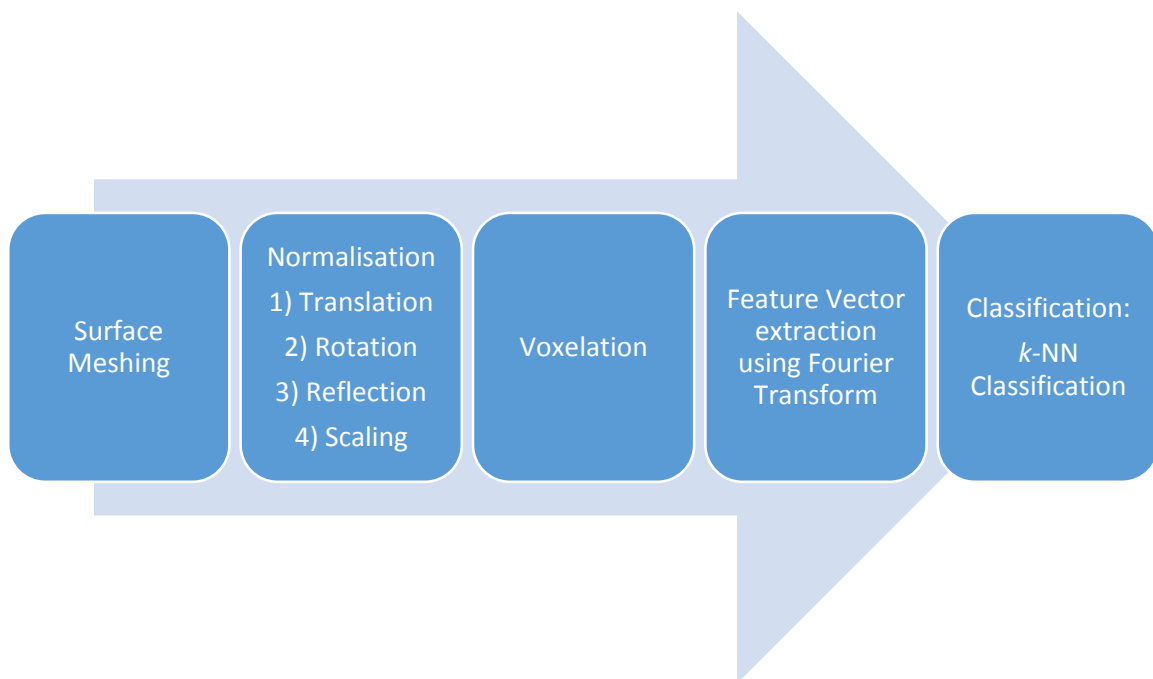 Surface
Meshing
Normalisation
1) Translation
2) Rotation
3) Reflection
4) Scaling
Voxelation
Feature Vector
extraction
using Fourier
Transform
Classification:
k-NN
Classification